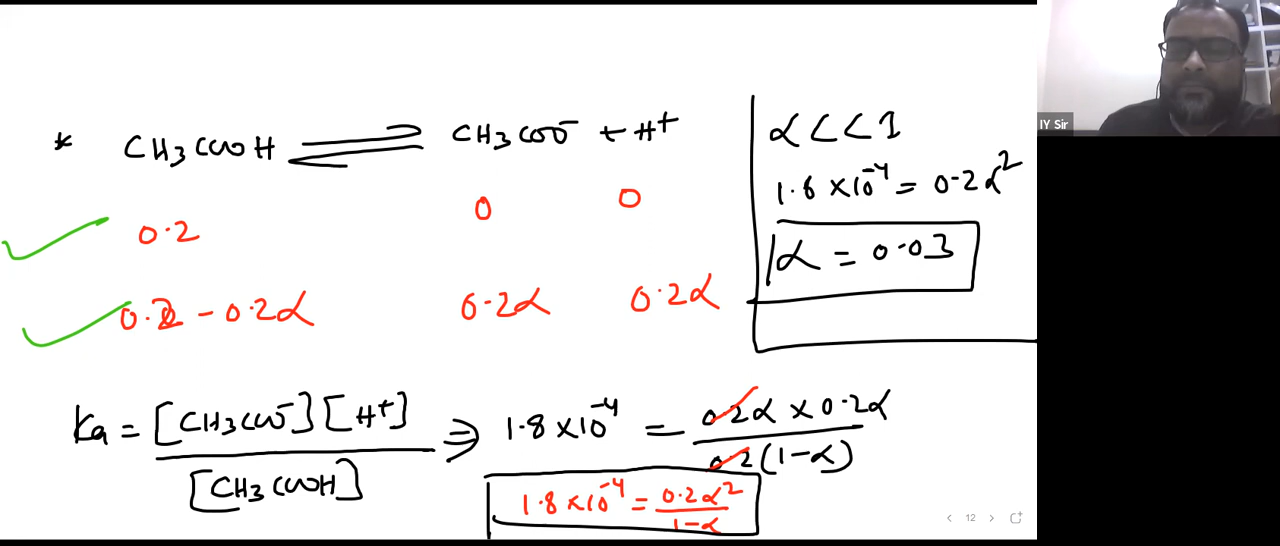 * CH3COOH ⇌ CH3COO⁻ + H⁺
0.2 0 0
0.2 - 0.2α 0.2α 0.2α
Ka = [CH3COO⁻][H⁺] / [CH3COOH] ⇒ 1.8 × 10⁻⁴ = 0.2α × 0.2α / 0.2(1-α)
1.8 × 10⁻⁴ = 0.2α² / 1-α
α <<1
1.8 × 10⁻⁴ = 0.2α²
α = 0.03
IY Sir
< 12 >